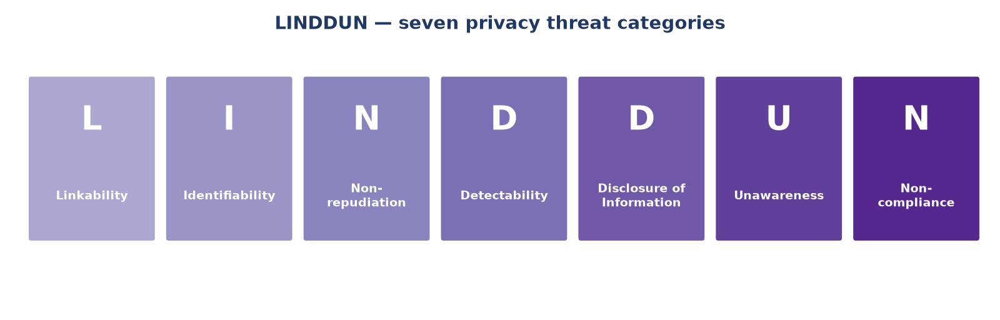 LINDDUN — seven privacy threat categories
L
Linkability
I
Identifiability
N
Non-
repudiation
D
Detectability
D
Disclosure of
Information
U
Unawareness
N
Non-
compliance